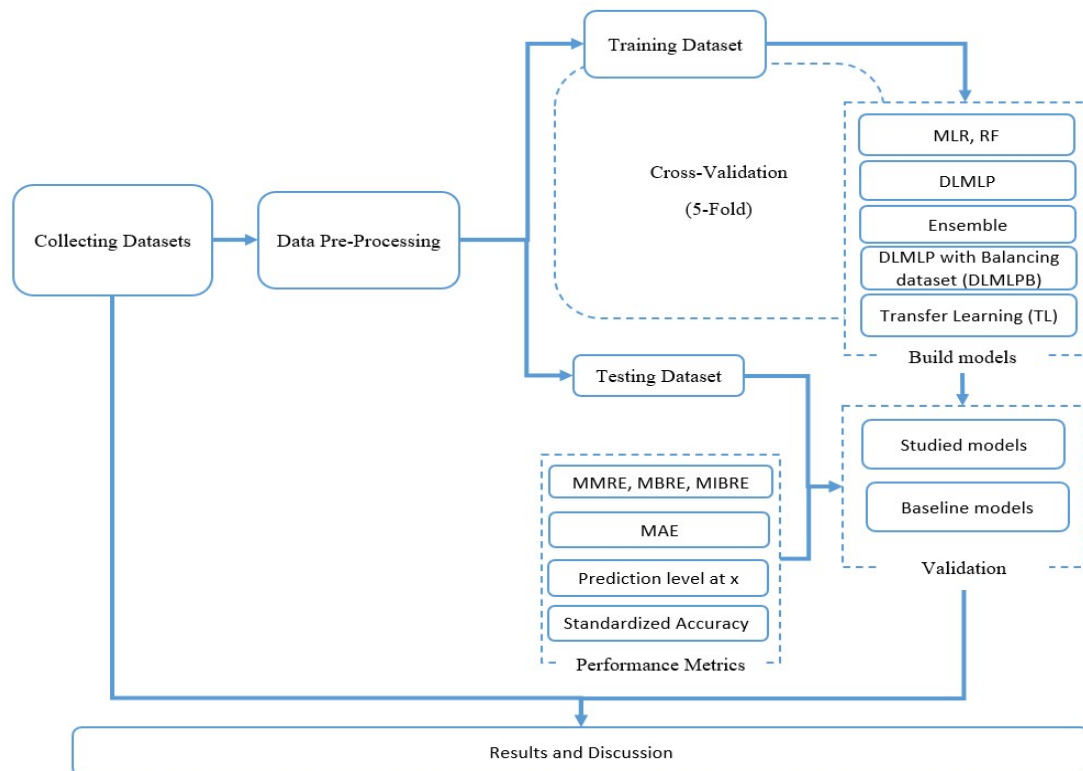 Training Dataset
Cross-Validation
(5-Fold)
MLR, RF
DLMLP
Ensemble
DLMLP with Balancing
dataset (DLMLPB)
Transfer Learning (TL)
Build models
Collecting Datasets
Data Pre-Processing
Testing Dataset
Studied models
Baseline models
Validation
MMRE, MBRE, MIBRE
MAE
Prediction level at x
Standardized Accuracy
Performance Metrics
Results and Discussion